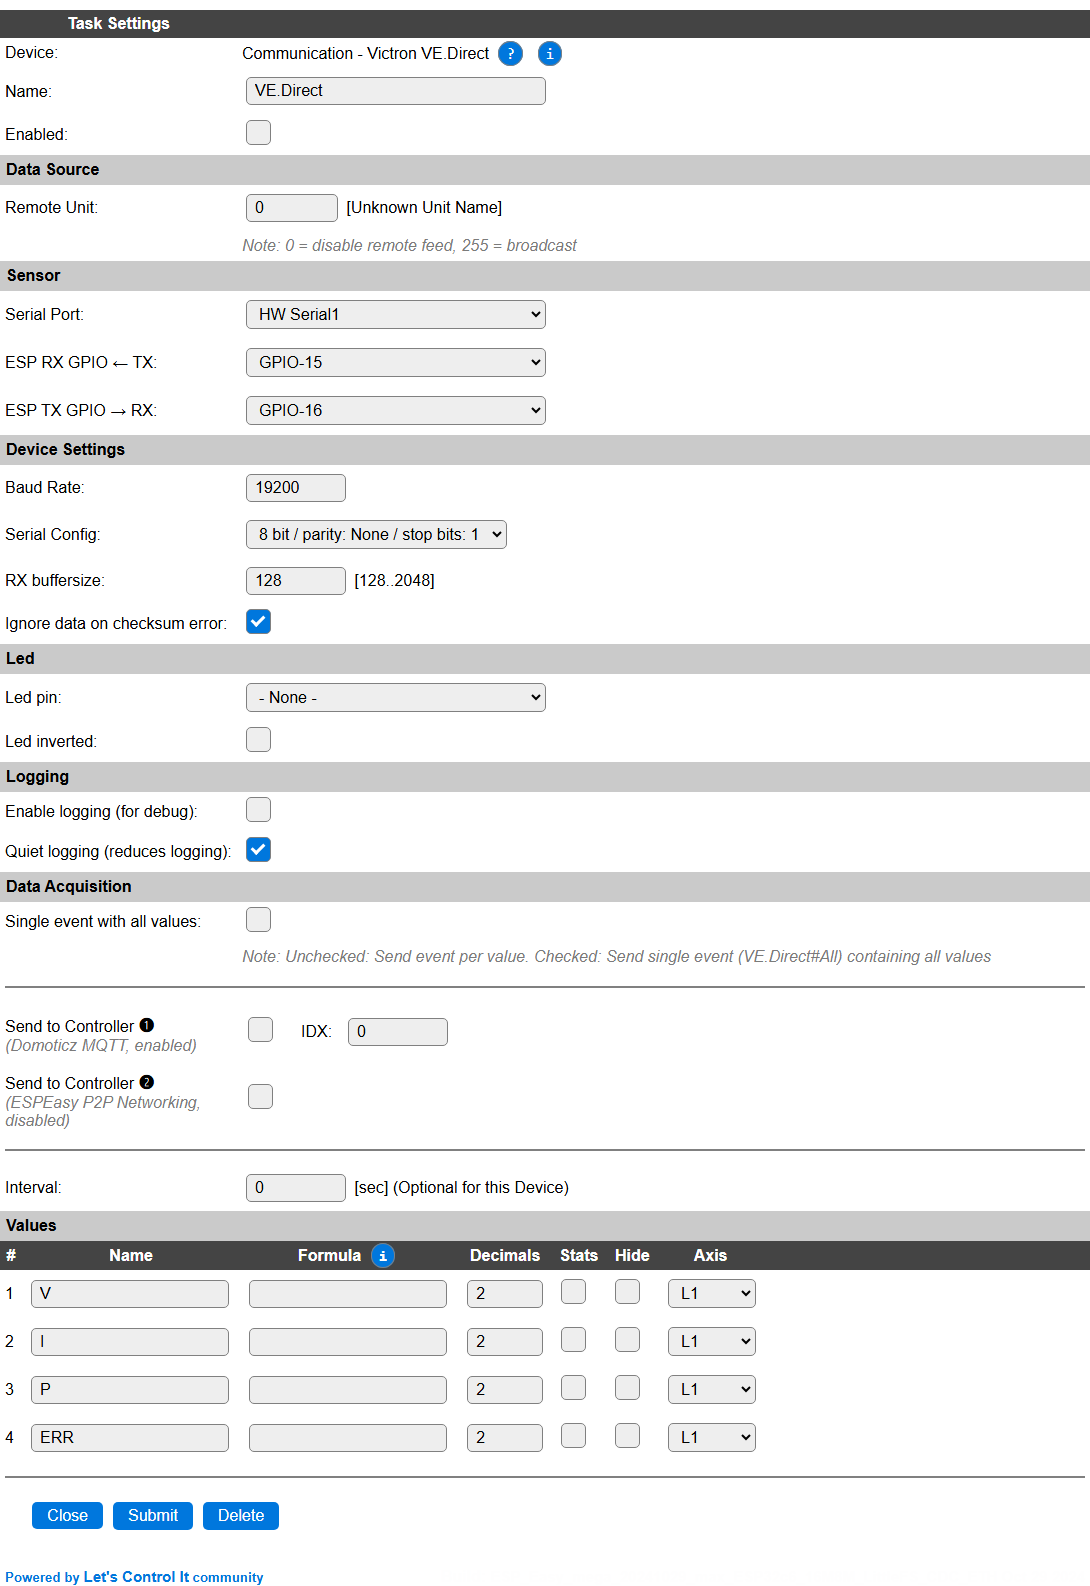 Task Settings
Device: Communication - Victron VE.Direct ? i
Name: VE.Direct
Enabled:
Data Source
Remote Unit: 0 [Unknown Unit Name]
Note: 0 = disable remote feed, 255 = broadcast
Sensor
Serial Port: HW Serial1
ESP RX GPIO ← TX: GPIO-15
ESP TX GPIO → RX: GPIO-16
Device Settings
Baud Rate: 19200
Serial Config: 8 bit / parity: None / stop bits: 1
RX buffersize: 128 [128..2048]
Ignore data on checksum error:
Led
Led pin: - None -
Led inverted:
Logging
Enable logging (for debug):
Quiet logging (reduces logging):
Data Acquisition
Single event with all values:
Note: Unchecked: Send event per value. Checked: Send single event (VE.Direct#All) containing all values
Send to Controller ❶ IDX: 0
(Domoticz MQTT, enabled)
Send to Controller ❷
(ESPEasy P2P Networking,
disabled)
Interval: 0 [sec] (Optional for this Device)
Values
# Name Formula i Decimals Stats Hide Axis
1 V 2 L1
2 I 2 L1
3 P 2 L1
4 ERR 2 L1
Close Submit Delete
Powered by Let's Control It community